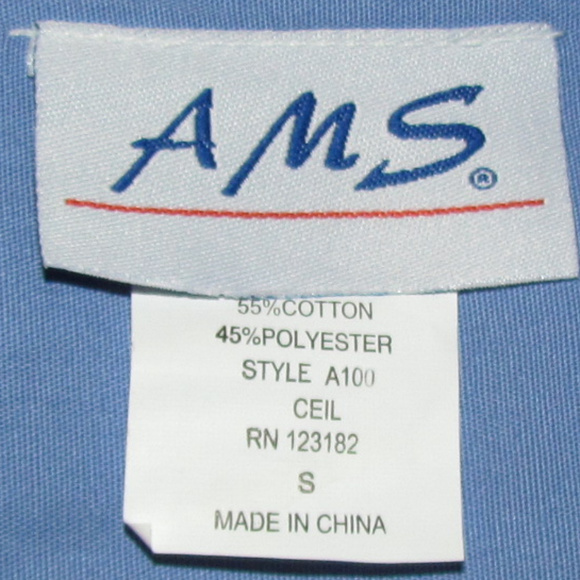 AMS®
55%COTTON
45%POLYESTER
STYLE A100
CEIL
RN 123182
S
MADE IN CHINA